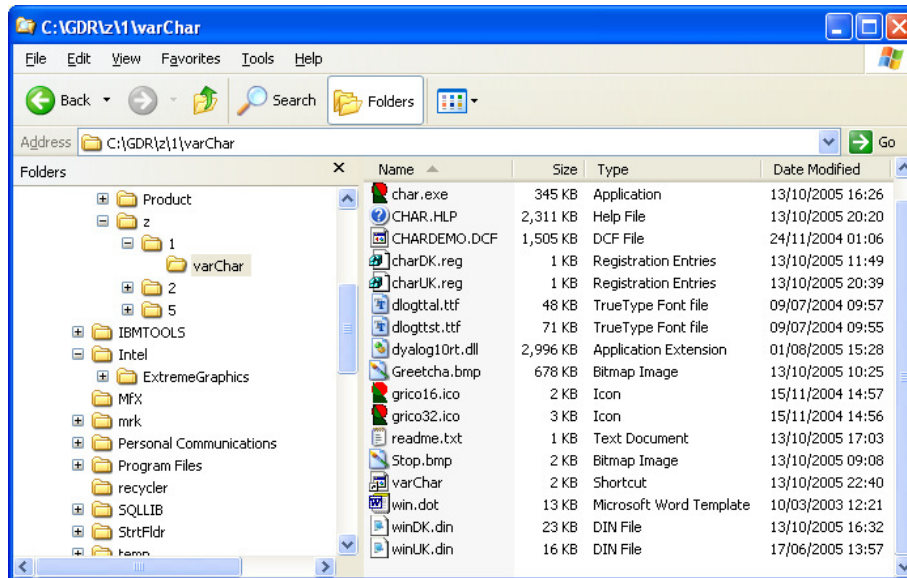 C:\GDR\z\1\varChar
File Edit View Favorites Tools Help
Back Search Folders
Address C:\GDR\z\1\varChar Go
Folders
Product
z
1
varChar
2
5
IBMTOOLS
Intel
ExtremeGraphics
MfX
mrk
Personal Communications
Program Files
recycler
SQLLIB
StrtFldr
temp
Name Size Type Date Modified
char.exe 345 KB Application 13/10/2005 16:26
CHAR.HLP 2,311 KB Help File 13/10/2005 20:20
CHARDEMO.DCF 1,505 KB DCF File 24/11/2004 01:06
charDK.reg 1 KB Registration Entries 13/10/2005 11:49
charUK.reg 1 KB Registration Entries 13/10/2005 20:39
dlogttal.ttf 48 KB TrueType Font file 09/07/2004 09:57
dlogttst.ttf 71 KB TrueType Font file 09/07/2004 09:55
dyalog10rt.dll 2,996 KB Application Extension 01/08/2005 15:28
Greetcha.bmp 678 KB Bitmap Image 13/10/2005 10:25
grico16.ico 2 KB Icon 15/11/2004 14:57
grico32.ico 3 KB Icon 15/11/2004 14:56
readme.txt 1 KB Text Document 13/10/2005 17:03
Stop.bmp 2 KB Bitmap Image 13/10/2005 09:08
varChar 2 KB Shortcut 13/10/2005 22:40
win.dot 13 KB Microsoft Word Template 10/03/2003 12:21
winDK.din 23 KB DIN File 13/10/2005 16:32
winUK.din 16 KB DIN File 17/06/2005 13:57